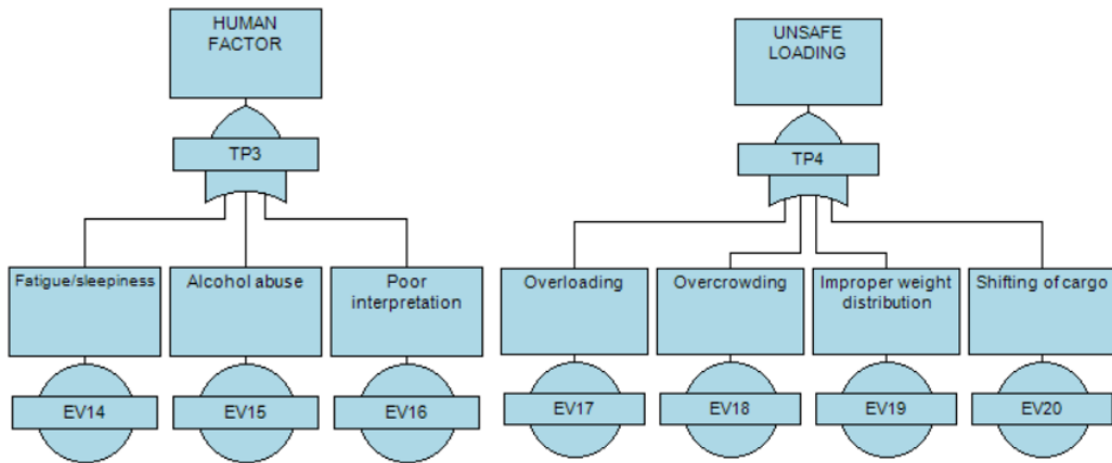 HUMAN
FACTOR
TP3
Fatigue/sleepiness
Alcohol abuse
Poor
interpretation
EV14
EV15
EV16
UNSAFE
LOADING
TP4
Overloading
Overcrowding
Improper weight
distribution
Shifting of cargo
EV17
EV18
EV19
EV20